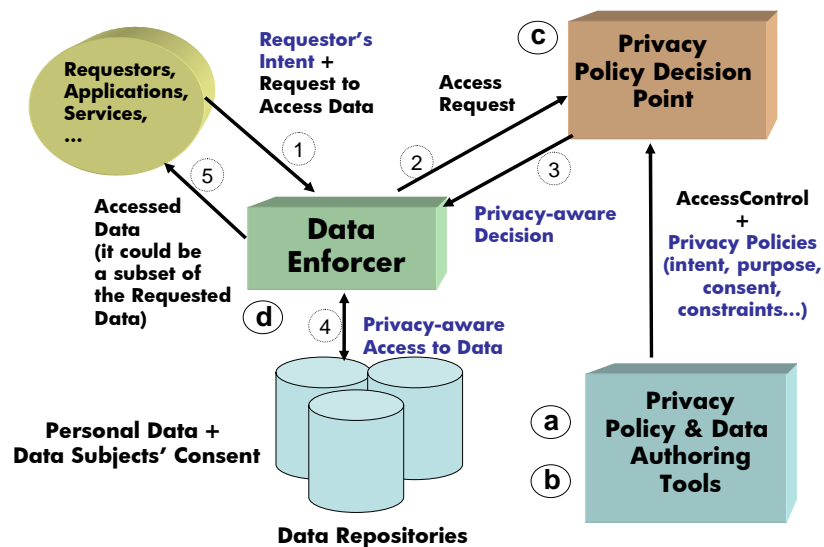 Requestors,
Applications,
Services,
...
Requestor's
Intent +
Request to
Access Data
1
5
Accessed
Data
(it could be
a subset of
the Requested
Data)
Data
Enforcer
d
Access
Request
2
3
Privacy-aware
Decision
c
Privacy
Policy Decision
Point
AccessControl
+
Privacy Policies
(intent, purpose,
consent,
constraints...)
4
Privacy-aware
Access to Data
Personal Data +
Data Subjects' Consent
Data Repositories
a
b
Privacy
Policy & Data
Authoring
Tools